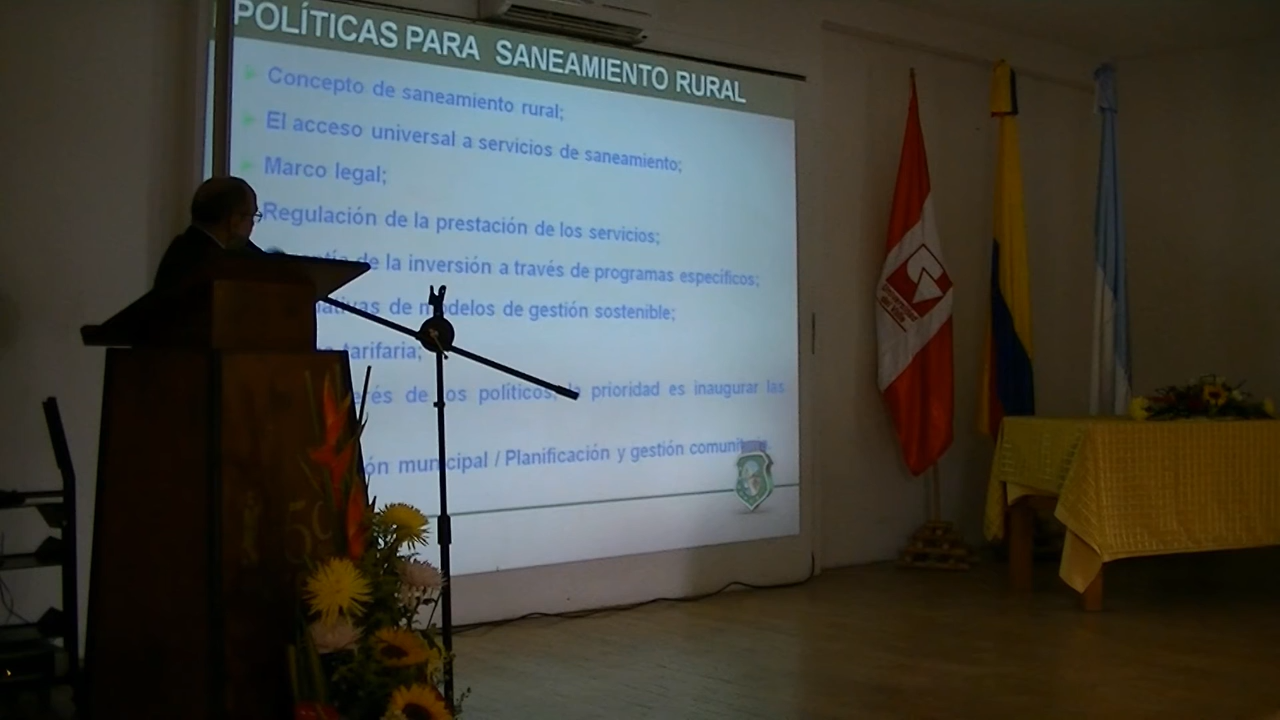 POLÍTICAS PARA SANEAMIENTO RURAL
Concepto de saneamiento rural;
El acceso universal a servicios de saneamiento;
Marco legal;
Regulación de la prestación de los servicios;
de la inversión a través de programas específicos;
de modelos de gestión sostenible;
tarifaria;
de los políticos, la prioridad es inaugurar las
municipal / Planificación y gestión